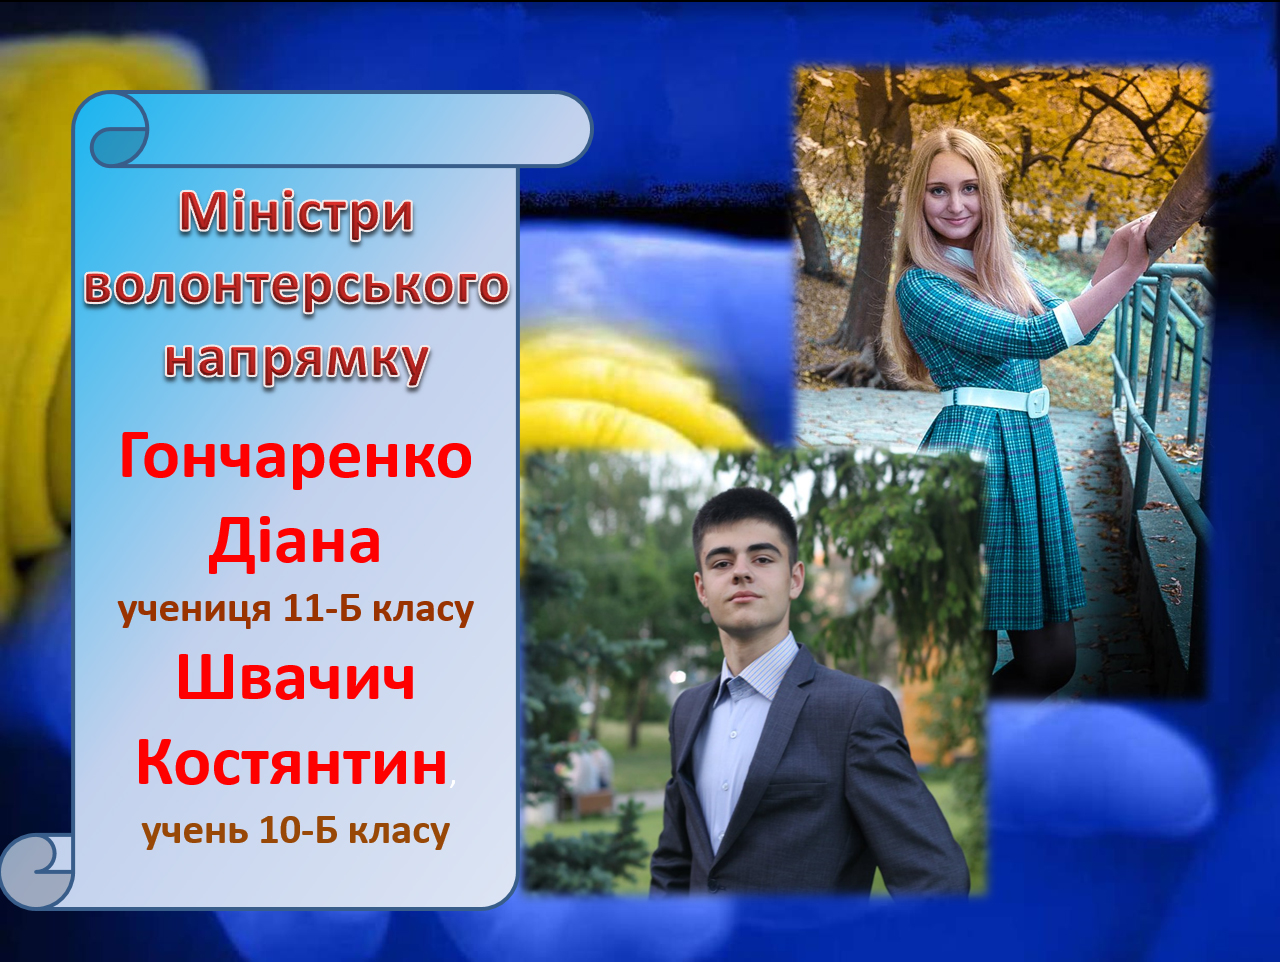 Міністри
волонтерського
напрямку
Гончаренко
Діана
учениця 11-Б класу
Швачич
Костянтин,
учень 10-Б класу